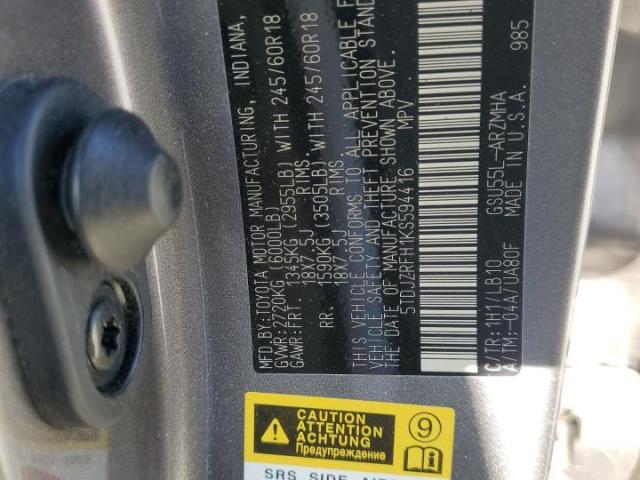 MFD.BY:TOYOTA MOTOR MANUFACTURING, INDIANA,
GVWR:2720KG (6000LB)
GAWR:FRT. 1345KG (2955LB) WITH 245/60R18
18X7.5J RIMS,
RR. 1590KG (3505LB) WITH 245/60R18
18X7.5J RIMS
THIS VEHICLE CONFORMS TO ALL APPLICABLE
VEHICLE SAFETY AND THEFT PREVENTION STAND
THE DATE OF MANUFACTURE SHOWN ABOVE.
5TDJZRFH1KS594416 MPV
C/TR:1H1/LB10 GSU55L-ARZMHA
A/TM:-04A/UA80F MADE IN U.S.A. 985
CAUTION
ATTENTION
ACHTUNG
Предупреждение
9
SRS SIDE